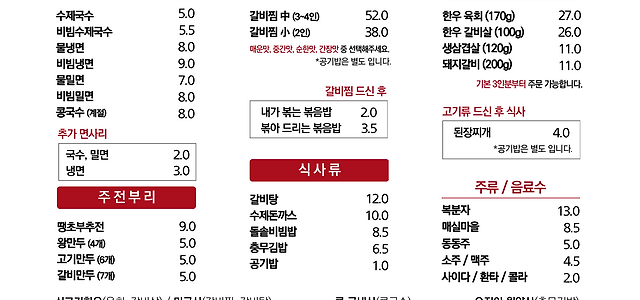 수제국수 5.0
비빔수제국수 5.5
물냉면 8.0
비빔냉면 9.0
물밀면 7.0
비빔밀면 8.0
콩국수 (계절) 8.0
추가 면사리
국수, 밀면 2.0
냉면 3.0
주전부리
땡초부추전 9.0
왕만두 (4개) 5.0
고기만두 (6개) 5.0
갈비만두 (7개) 5.0
갈비찜 中 (3~4인) 52.0
갈비찜 小 (2인) 38.0
매운맛, 중간맛, 순한맛, 간장맛 중 선택해주세요.
*공기밥은 별도 입니다.
갈비찜 드신 후
내가 볶는 볶음밥 2.0
볶아 드리는 볶음밥 3.5
식사류
갈비탕 12.0
수제돈까스 10.0
돌솥비빔밥 8.5
충무김밥 6.5
공기밥 1.0
한우 육회 (170g) 27.0
한우 갈비살 (100g) 26.0
생삼겹살 (120g) 11.0
돼지갈비 (200g) 11.0
기본 3인분부터 주문 가능합니다.
고기류 드신 후 식사
된장찌개 4.0
*공기밥은 별도 입니다.
주류 / 음료수
복분자 13.0
매실마을 8.5
동동주 5.0
소주 / 맥주 4.5
사이다 / 환타 / 콜라 2.0